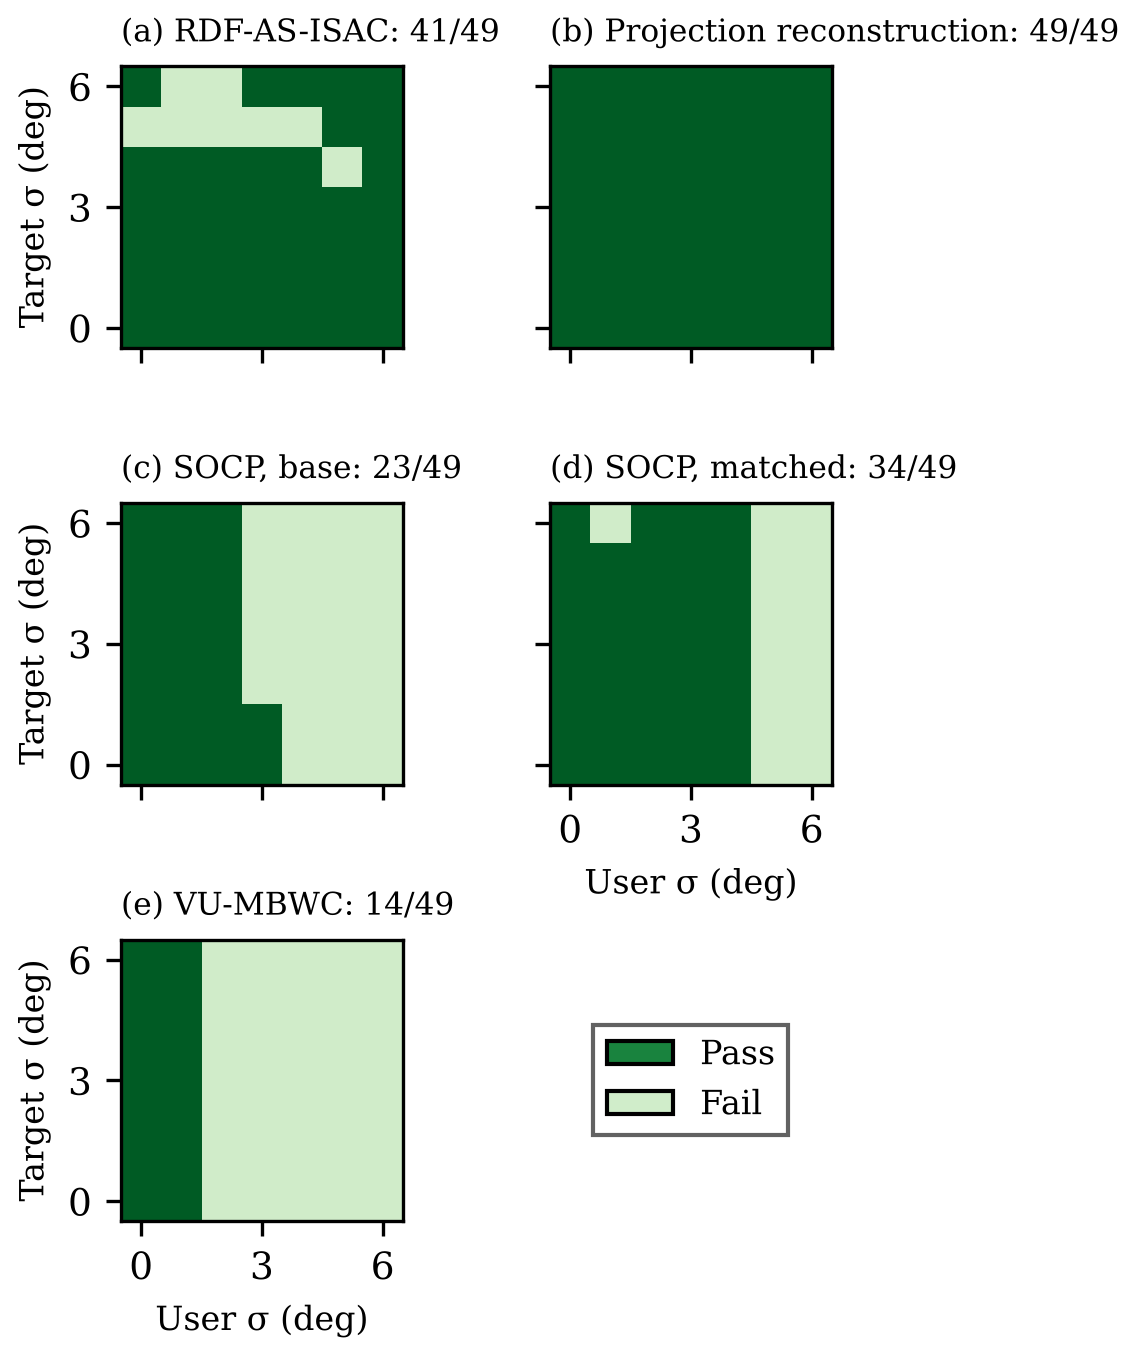 (a) RDF-AS-ISAC: 41/49
(b) Projection reconstruction: 49/49
Target σ (deg)
6
3
0
(c) SOCP, base: 23/49
(d) SOCP, matched: 34/49
Target σ (deg)
6
3
0
0 3 6
User σ (deg)
(e) VU-MBWC: 14/49
Target σ (deg)
6
3
0
0 3 6
User σ (deg)
Pass
Fail